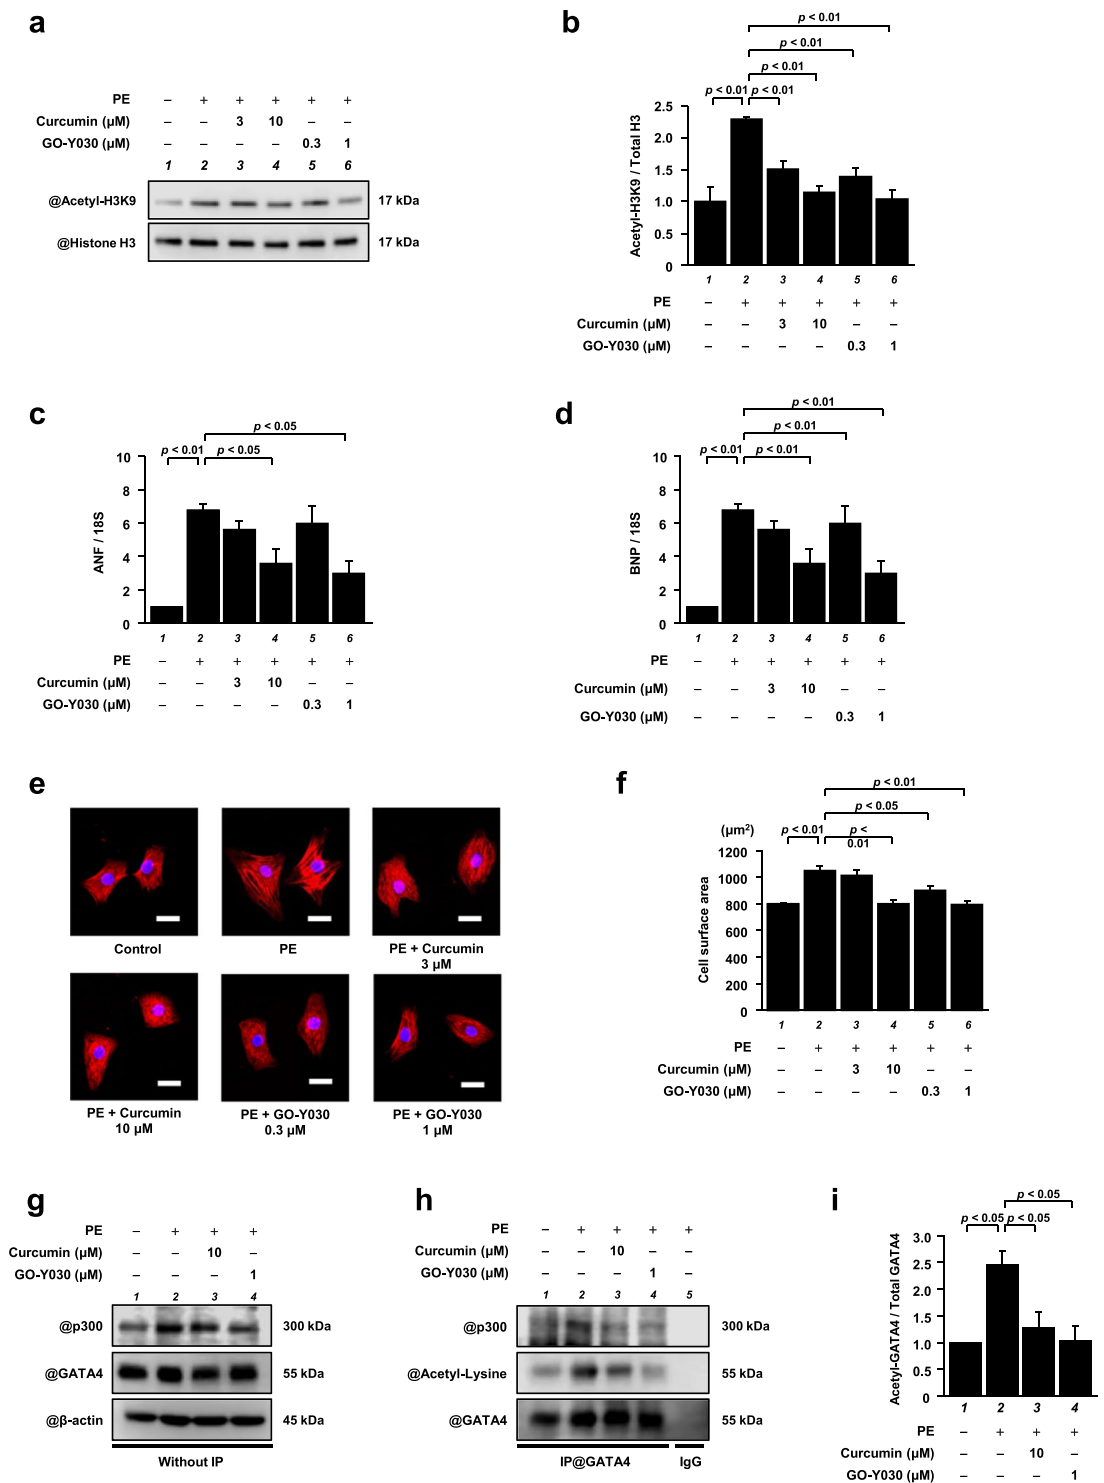 a
PE – + + + + +
Curcumin (µM) – – 3 10 – –
GO-Y030 (µM) – – – – 0.3 1
1 2 3 4 5 6
@Acetyl-H3K9 17 kDa
@Histone H3 17 kDa
b
p < 0.01
p < 0.01
p < 0.01
p < 0.01 p < 0.01
Acetyl-H3K9 / Total H3
2.5
2.0
1.5
1.0
0.5
0
1 2 3 4 5 6
PE – + + + + +
Curcumin (µM) – – 3 10 – –
GO-Y030 (µM) – – – – 0.3 1
c
p < 0.05
p < 0.01 p < 0.05
ANF / 18S
10
8
6
4
2
0
1 2 3 4 5 6
PE – + + + + +
Curcumin (µM) – – 3 10 – –
GO-Y030 (µM) – – – – 0.3 1
d
p < 0.01
p < 0.01
p < 0.01 p < 0.01
BNP / 18S
10
8
6
4
2
0
1 2 3 4 5 6
PE – + + + + +
Curcumin (µM) – – 3 10 – –
GO-Y030 (µM) – – – – 0.3 1
e
Control
PE
PE + Curcumin
3 µM
PE + Curcumin
10 µM
PE + GO-Y030
0.3 µM
PE + GO-Y030
1 µM
f
p < 0.01
p < 0.05
p < 0.01 p <
0.01
(µm²)
Cell surface area
1200
1000
800
600
400
200
0
1 2 3 4 5 6
PE – + + + + +
Curcumin (µM) – – 3 10 – –
GO-Y030 (µM) – – – – 0.3 1
g
PE – + + +
Curcumin (µM) – – 10 –
GO-Y030 (µM) – – – 1
1 2 3 4
@p300 300 kDa
@GATA4 55 kDa
@β-actin 45 kDa
Without IP
h
PE – + + + +
Curcumin (µM) – – 10 – –
GO-Y030 (µM) – – – 1 –
1 2 3 4 5
@p300 300 kDa
@Acetyl-Lysine 55 kDa
@GATA4 55 kDa
IP@GATA4 IgG
i
p < 0.05
p < 0.05 p < 0.05
Acetyl-GATA4 / Total GATA4
3.0
2.5
2.0
1.5
1.0
0.5
0
1 2 3 4
PE – + + +
Curcumin (µM) – – 10 –
GO-Y030 (µM) – – – 1